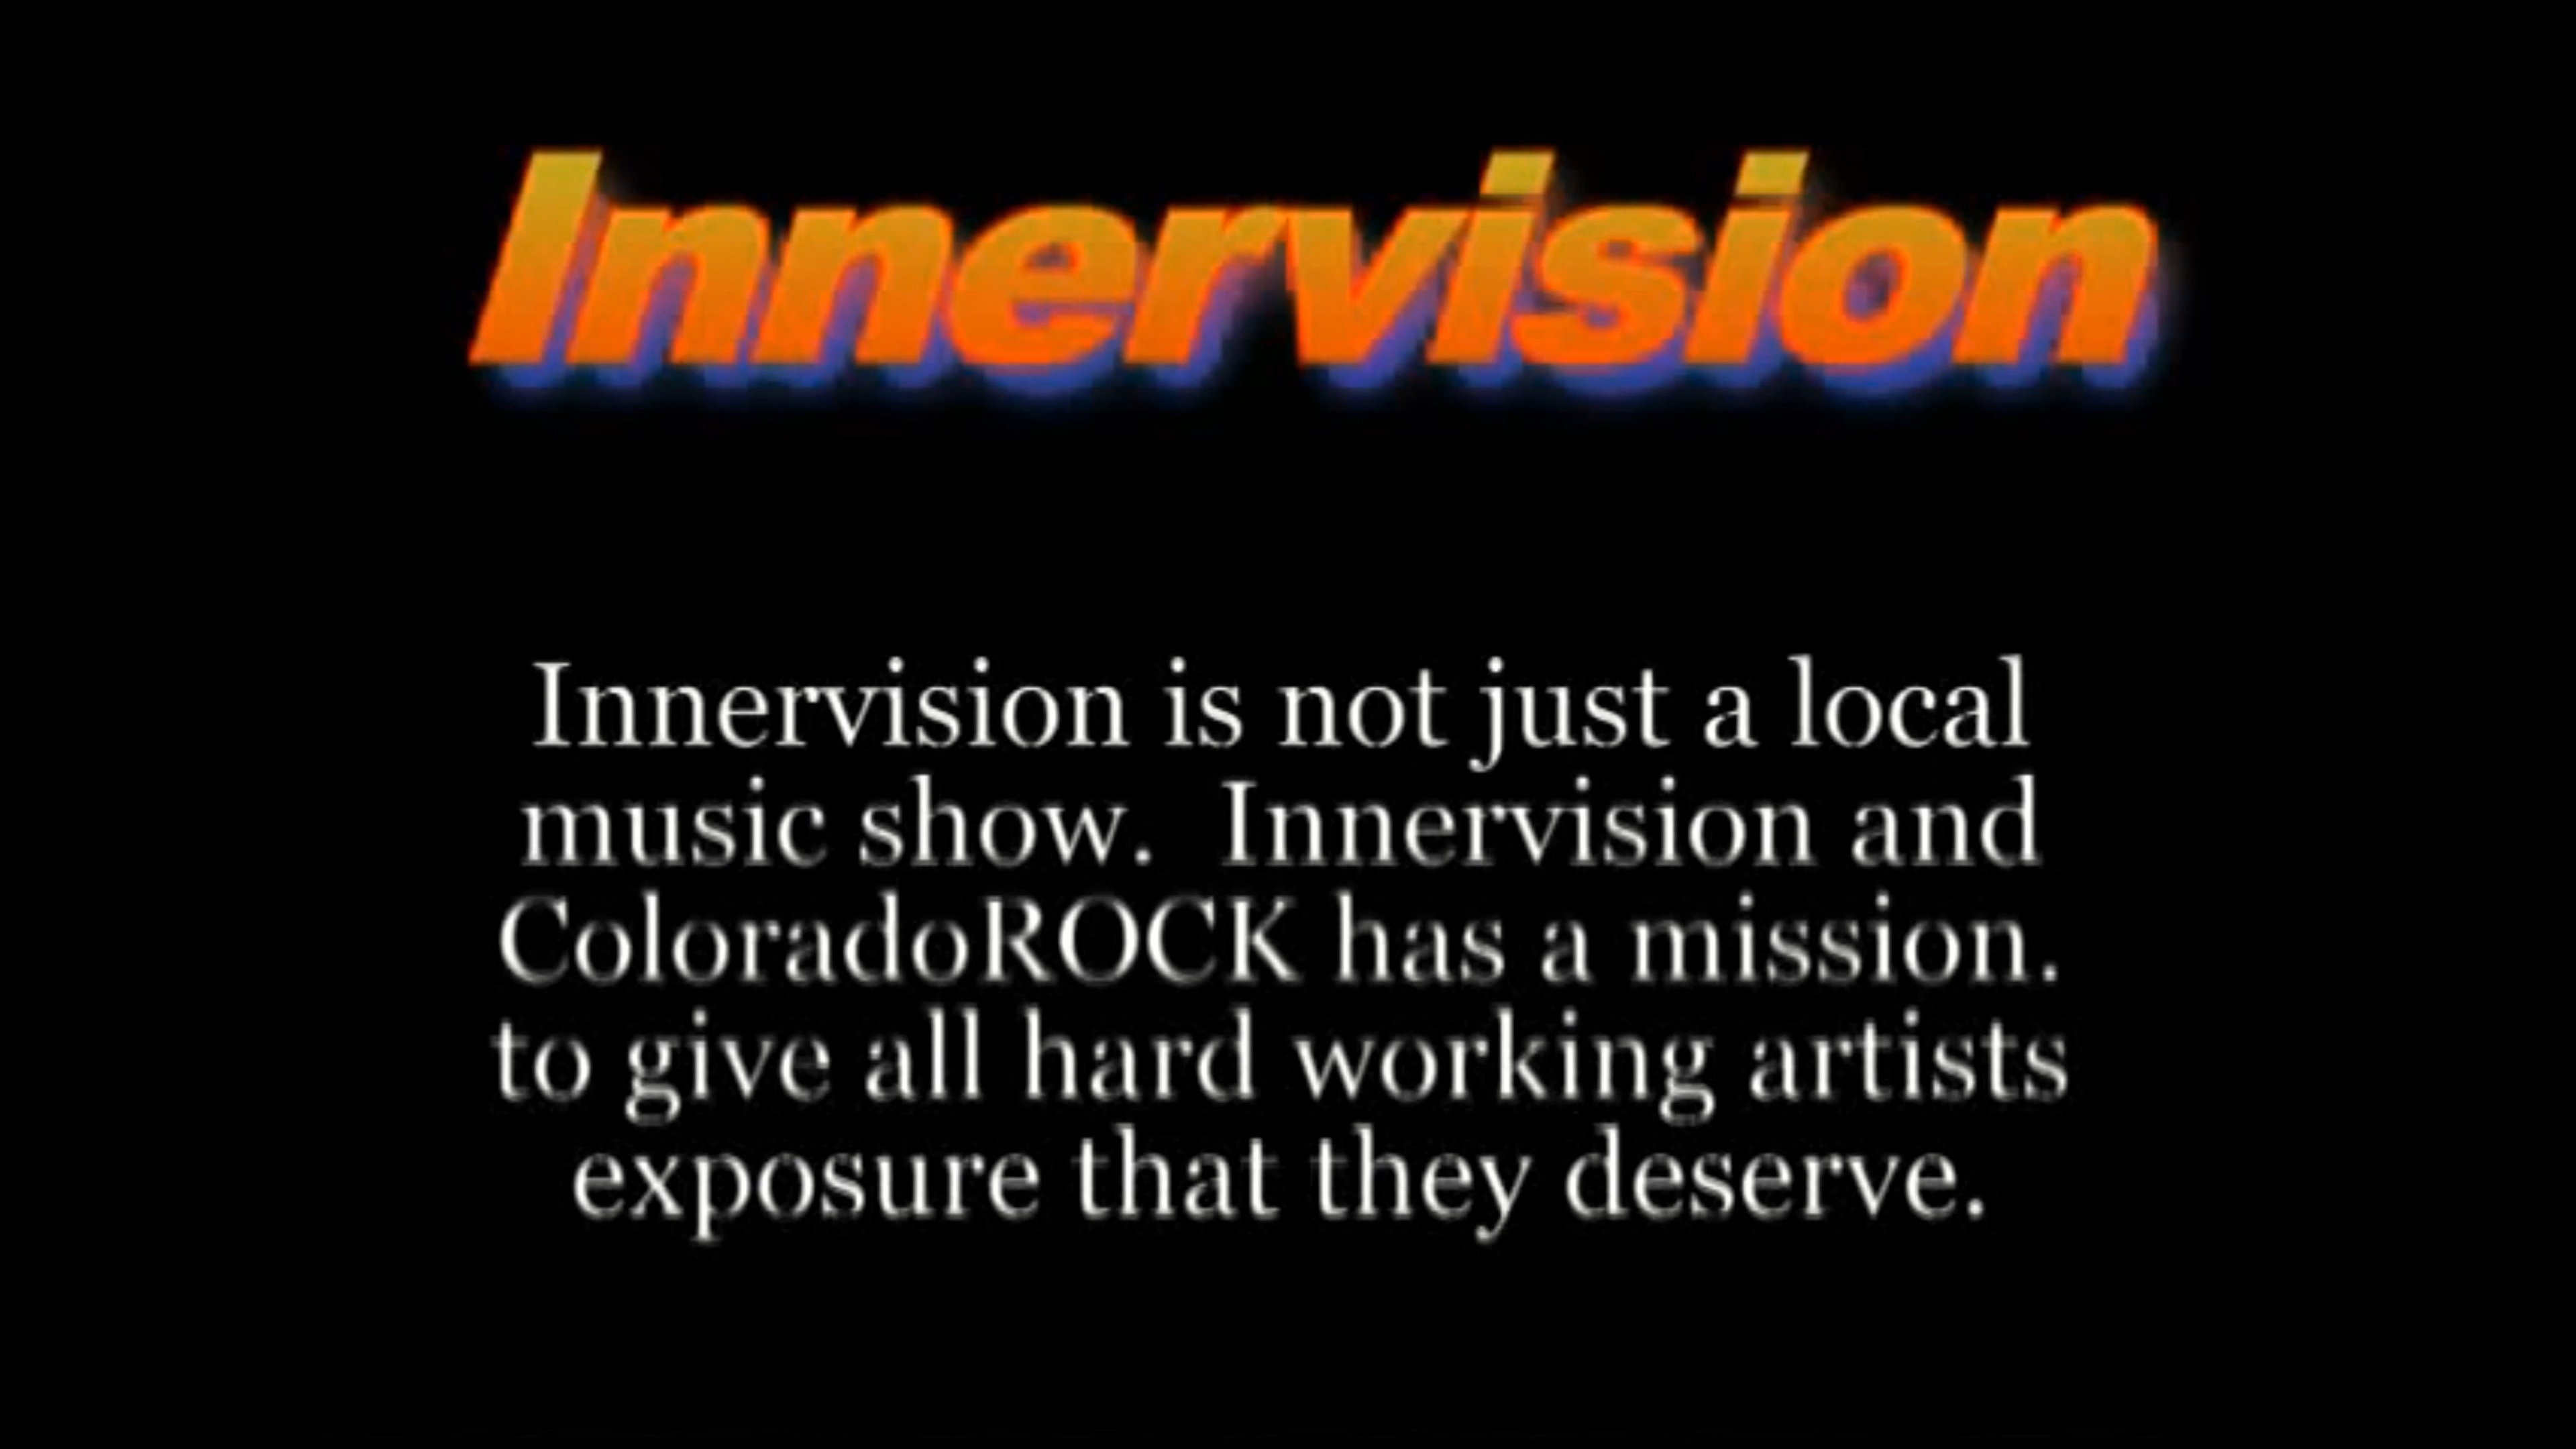 Innervision
Innervision is not just a local
music show.  Innervision and
ColoradoROCK has a mission.
to give all hard working artists
exposure that they deserve.